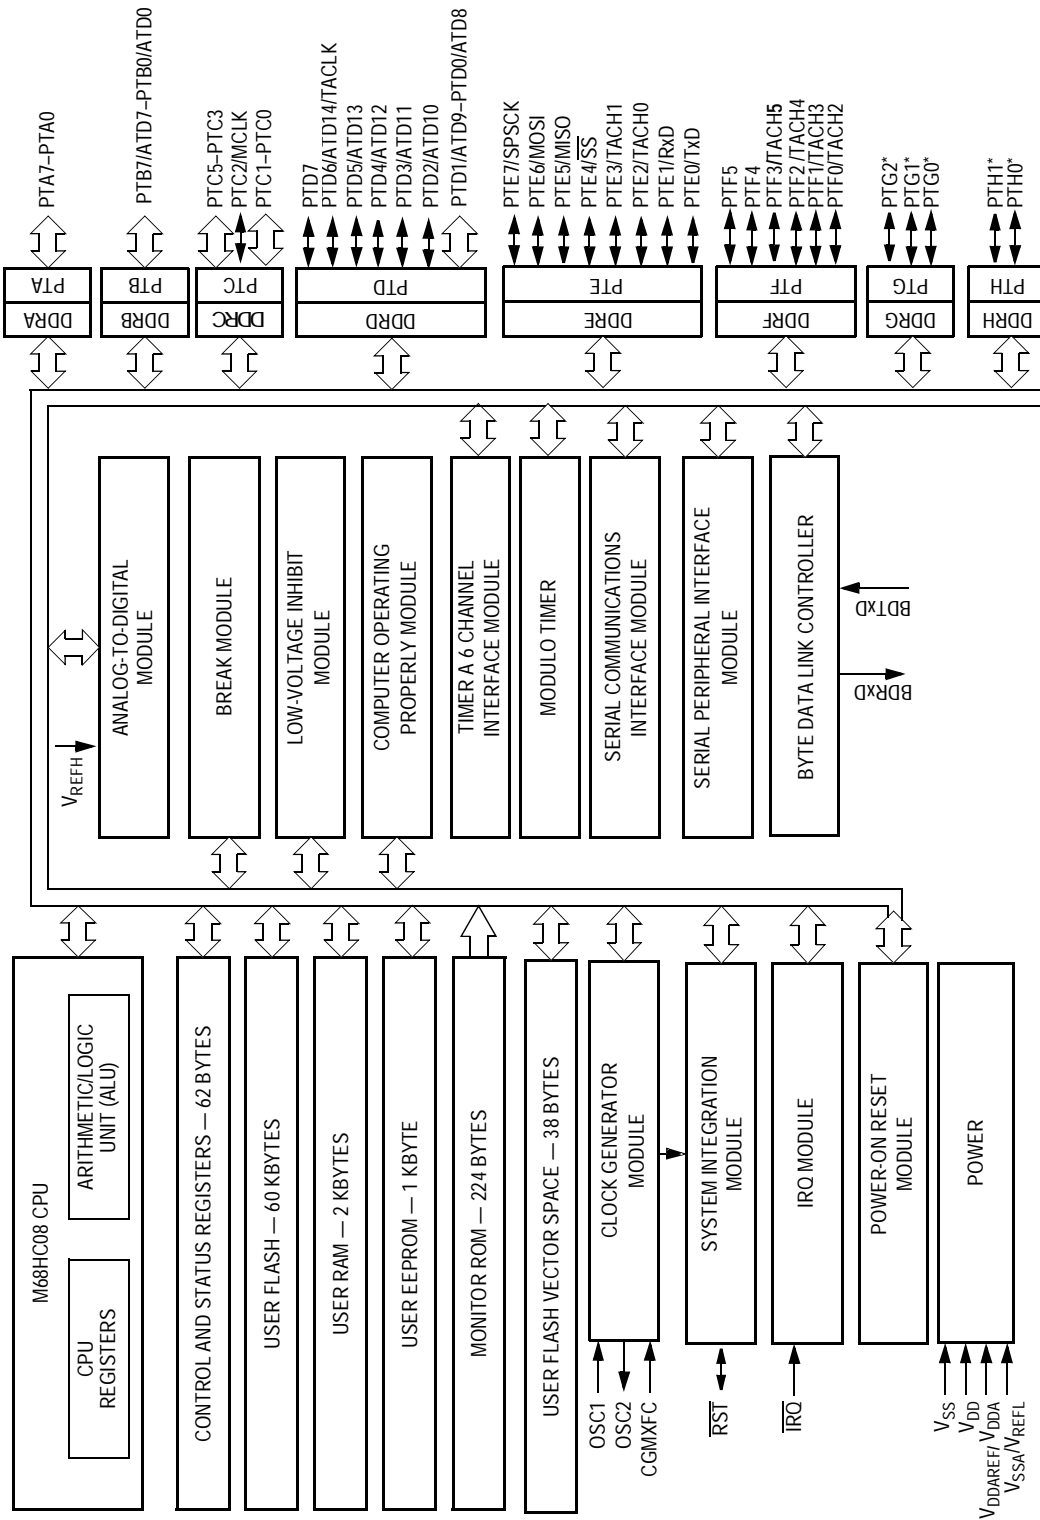 M68HC08 CPU
CPU
REGISTERS
ARITHMETIC/LOGIC
UNIT (ALU)
CONTROL AND STATUS REGISTERS — 62 BYTES
USER FLASH — 60 KBYTES
USER RAM — 2 KBYTES
USER EEPROM — 1 KBYTE
MONITOR ROM — 224 BYTES
USER FLASH VECTOR SPACE — 38 BYTES
OSC1
OSC2
CGMXFC
CLOCK GENERATOR
MODULE
RST
SYSTEM INTEGRATION
MODULE
IRQ
IRQ MODULE
POWER-ON RESET
MODULE
VSS
VDD
VDDAREF/ VDDA
VSSA/VREFL
POWER
VREFH
ANALOG-TO-DIGITAL
MODULE
BREAK MODULE
LOW-VOLTAGE INHIBIT
MODULE
COMPUTER OPERATING
PROPERLY MODULE
TIMER A 6 CHANNEL
INTERFACE MODULE
MODULO TIMER
SERIAL COMMUNICATIONS
INTERFACE MODULE
SERIAL PERIPHERAL INTERFACE
MODULE
BYTE DATA LINK CONTROLLER
BDRxD
BDTxD
DDRA
PTA
PTA7–PTA0
DDRB
PTB
PTB7/ATD7–PTB0/ATD0
DDRC
PTC
PTC5–PTC3
PTC2/MCLK
PTC1–PTC0
DDRD
PTD
PTD7
PTD6/ATD14/TACLK
PTD5/ATD13
PTD4/ATD12
PTD3/ATD11
PTD2/ATD10
PTD1/ATD9–PTD0/ATD8
DDRE
PTE
PTE7/SPSCK
PTE6/MOSI
PTE5/MISO
PTE4/SS
PTE3/TACH1
PTE2/TACH0
PTE1/RxD
PTE0/TxD
DDRF
PTF
PTF5
PTF4
PTF3/TACH5
PTF2 /TACH4
PTF1/TACH3
PTF0/TACH2
DDRG
PTG
PTG2*
PTG1*
PTG0*
DDRH
PTH
PTH1*
PTH0*